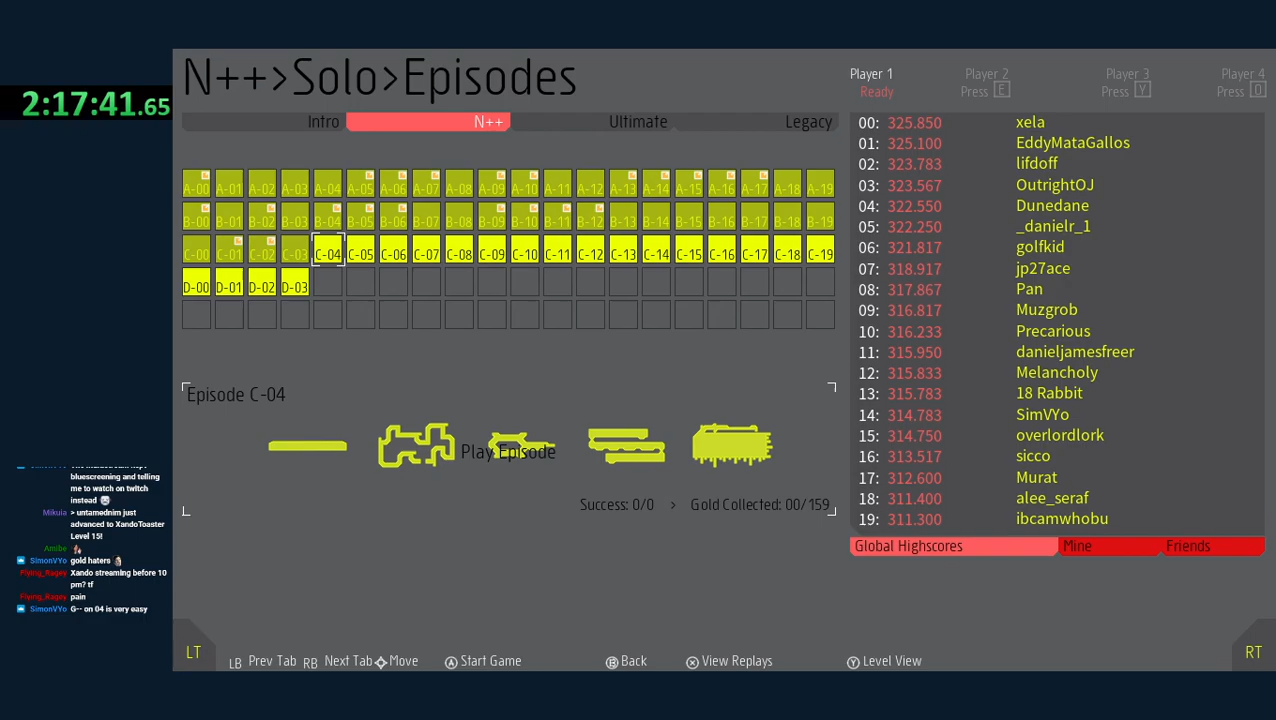 N++>Solo>Episodes
Player 1
Ready
Player 2
Press E
Player 3
Press Y
Player 4
Press O
2:17:41.65
Intro
N++
Ultimate
Legacy
A-00 A-01 A-02 A-03 A-04 A-05 A-06 A-07 A-08 A-09 A-10 A-11 A-12 A-13 A-14 A-15 A-16 A-17 A-18 A-19
B-00 B-01 B-02 B-03 B-04 B-05 B-06 B-07 B-08 B-09 B-10 B-11 B-12 B-13 B-14 B-15 B-16 B-17 B-18 B-19
C-00 C-01 C-02 C-03 C-04 C-05 C-06 C-07 C-08 C-09 C-10 C-11 C-12 C-13 C-14 C-15 C-16 C-17 C-18 C-19
D-00 D-01 D-02 D-03
00: 325.850 xela
01: 325.100 EddyMataGallos
02: 323.783 lifdoff
03: 323.567 OutrightOJ
04: 322.550 Dunedane
05: 322.250 _danielr_1
06: 321.817 golfkid
07: 318.917 jp27ace
08: 317.867 Pan
09: 316.817 Muzgrob
10: 316.233 Precarious
11: 315.950 danieljamesfreer
12: 315.833 Melancholy
13: 315.783 18 Rabbit
14: 314.783 SimVYo
15: 314.750 overlordlork
16: 313.517 sicco
17: 312.600 Murat
18: 311.400 alee_seraf
19: 311.300 ibcamwhobu
Global Highscores
Mine
Friends
Episode C-04
Play Episode
Success: 0/0 > Gold Collected: 00/159
bluescreening and telling
me to watch on twitch
instead
Mikuia > untamednim just
advanced to XandoToaster
Level 15!
Amibe
SimonVYo gold haters
Flying_Ragey Xando streaming before 10
pm? tf
Flying_Ragey pain
SimonVYo G-- on 04 is very easy
LT
LB Prev Tab RB Next Tab Move A Start Game B Back X View Replays Y Level View
RT